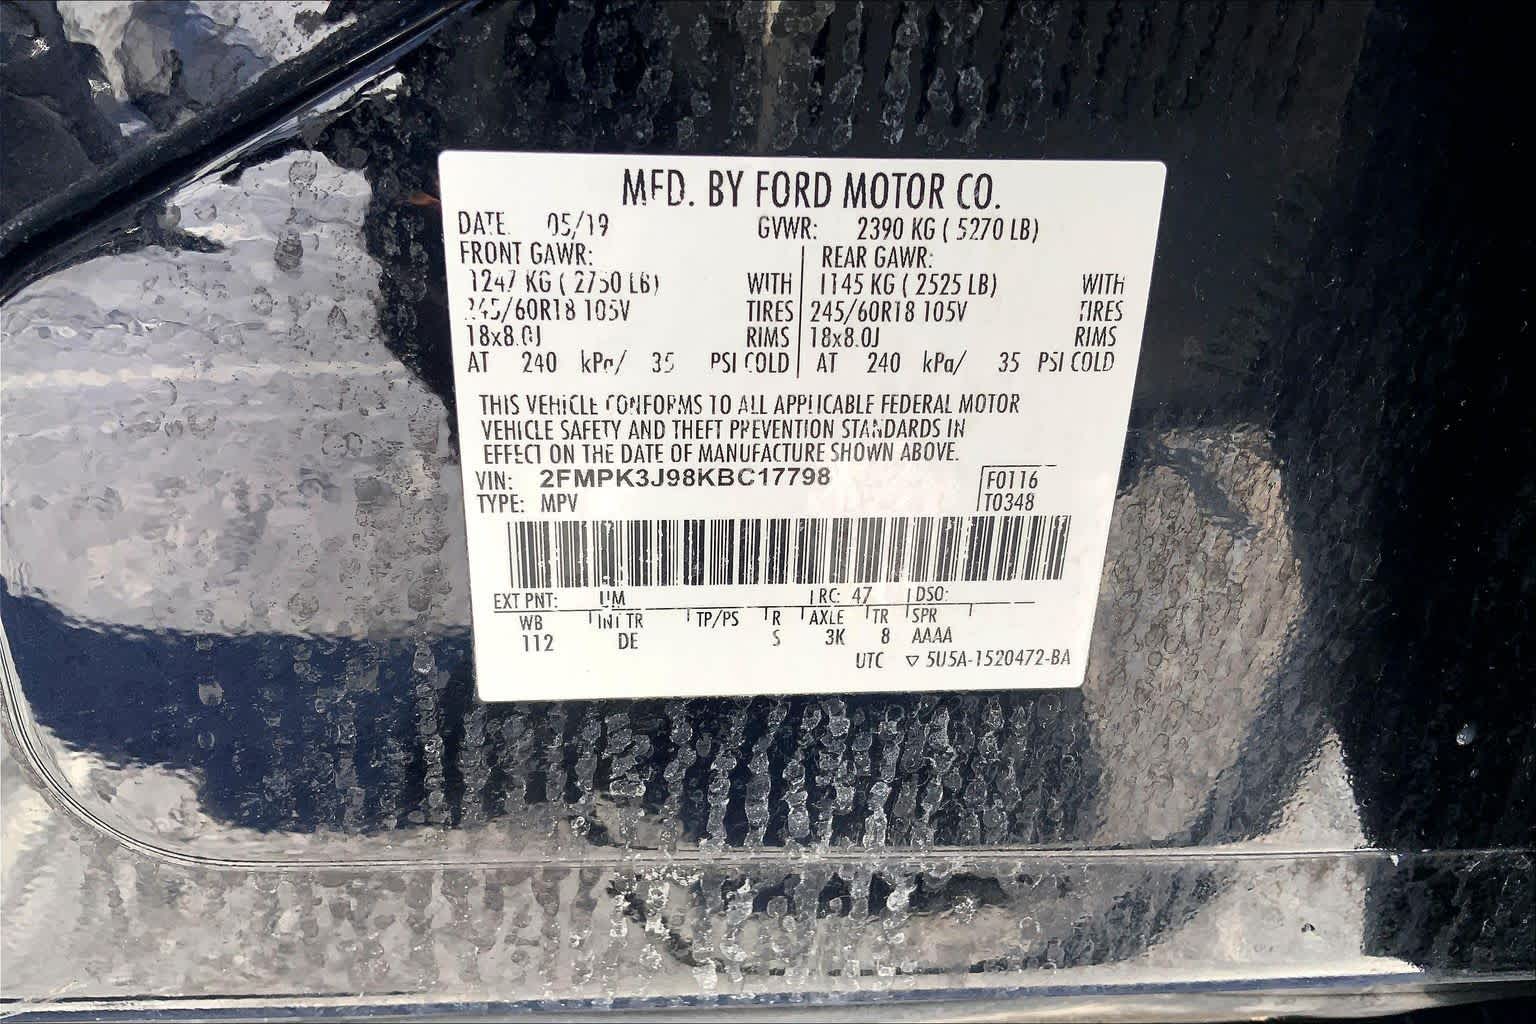 MFD. BY FORD MOTOR CO.
DATE: 05/19 GVWR: 2390 KG ( 5270 LB)
FRONT GAWR: REAR GAWR:
1247 KG ( 2750 LB) WITH 1145 KG ( 2525 LB) WITH
245/60R18 105V TIRES 245/60R18 105V TIRES
18x8.0J RIMS 18x8.0J RIMS
AT 240 kPa/ 35 PSI COLD AT 240 kPa/ 35 PSI COLD
THIS VEHICLE CONFORMS TO ALL APPLICABLE FEDERAL MOTOR
VEHICLE SAFETY AND THEFT PREVENTION STANDARDS IN
EFFECT ON THE DATE OF MANUFACTURE SHOWN ABOVE.
VIN: 2FMPK3J98KBC17798 F0116
TYPE: MPV T0348
EXT PNT: UM RC: 47 DSO:
WB INT TR TP/PS R AXLE TR SPR
112 DE S 3K 8 AAAA
UTC ▽ 5U5A-1520472-BA